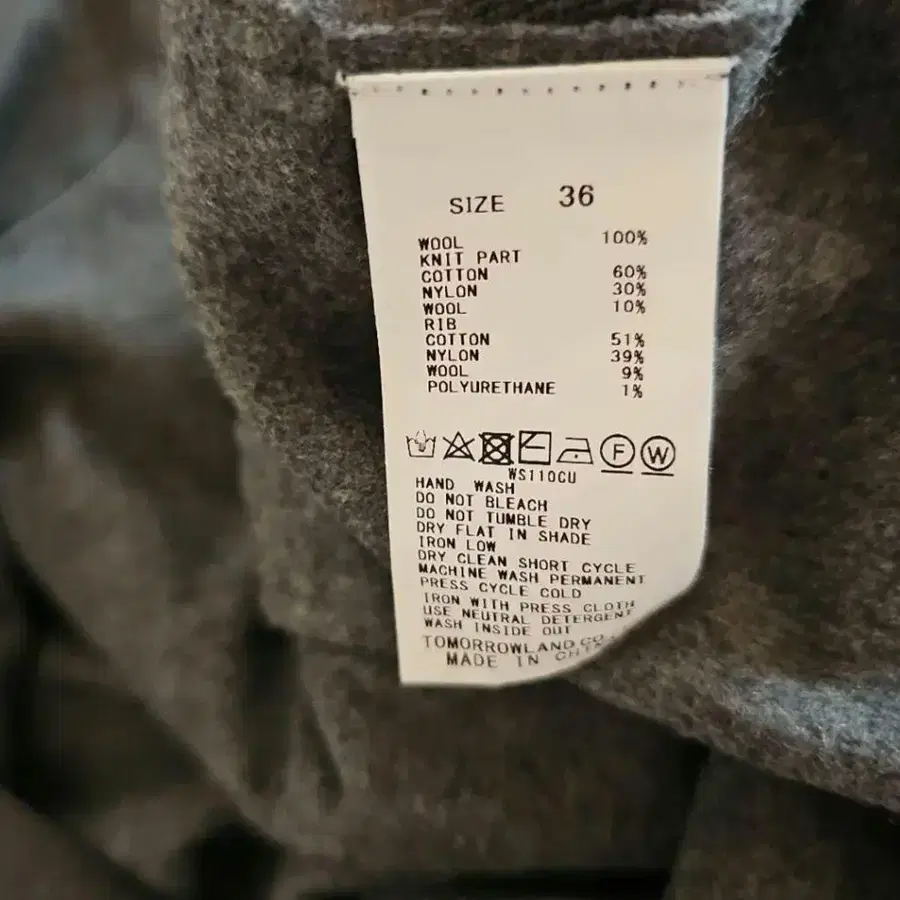 SIZE 36
WOOL 100%
KNIT PART
COTTON 60%
NYLON 30%
WOOL 10%
RIB
COTTON 51%
NYLON 39%
WOOL 9%
POLYURETHANE 1%
F W
WS110CU
HAND WASH
DO NOT BLEACH
DO NOT TUMBLE DRY
DRY FLAT IN SHADE
IRON LOW
DRY CLEAN SHORT CYCLE
MACHINE WASH PERMANENT
PRESS CYCLE COLD
IRON WITH PRESS CLOTH
USE NEUTRAL DETERGENT
WASH INSIDE OUT
TOMORROWLAND CO.
MADE IN